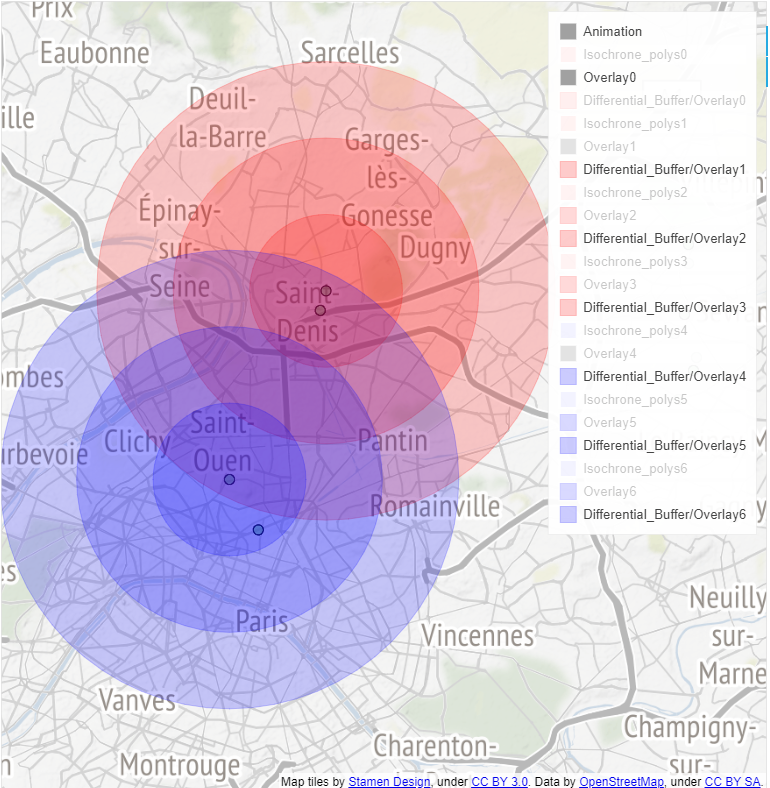 Prix
Eaubonne
Sarcelles
Deuil-
la-Barre
ille
Garges-
lès-
Gonesse
Épinay-
sur-
Seine
Dugny
Saint-
Denis
ombes
Saint-
Ouen
Clichy
urbevoie
Pantin
Romainville
es
Paris
Neuilly
sur-
Marne
Vincennes
Vanves
Champigny-
sur-
Charenton-
Montrouge
n
Animation
Isochrone_polys0
Overlay0
Differential_Buffer/Overlay0
Isochrone_polys1
Overlay1
Differential_Buffer/Overlay1
Isochrone_polys2
Overlay2
Differential_Buffer/Overlay2
Isochrone_polys3
Overlay3
Differential_Buffer/Overlay3
Isochrone_polys4
Overlay4
Differential_Buffer/Overlay4
Isochrone_polys5
Overlay5
Differential_Buffer/Overlay5
Isochrone_polys6
Overlay6
Differential_Buffer/Overlay6
Map tiles by Stamen Design, under CC BY 3.0. Data by OpenStreetMap, under CC BY SA.